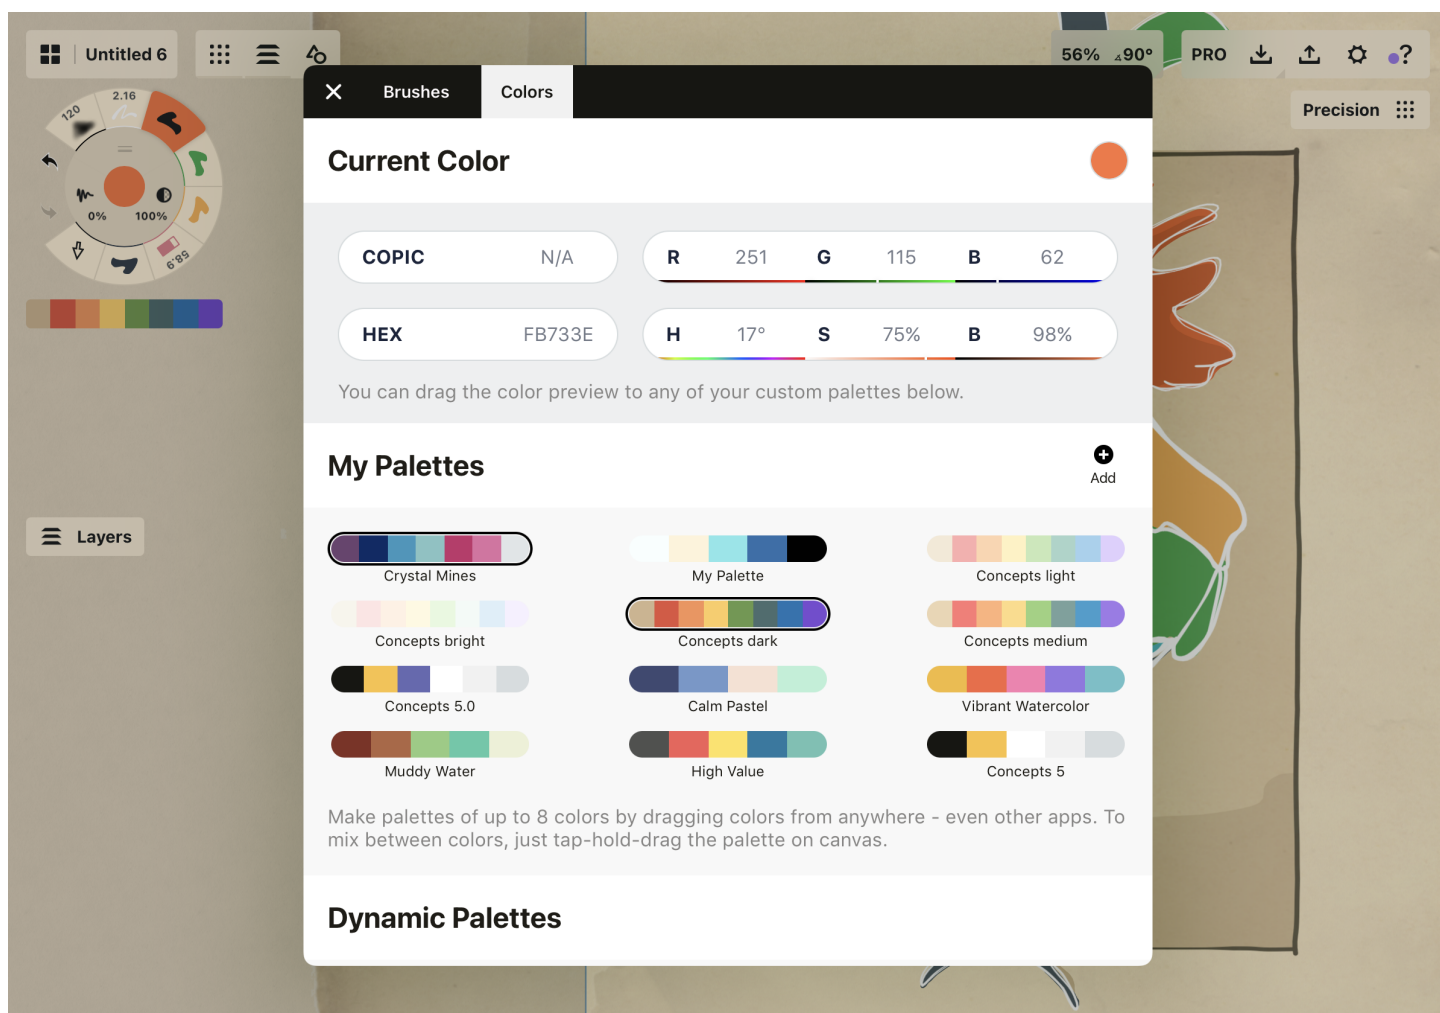 Untitled 6
56% ⦟90°
PRO
?
Precision
120
2.16
0%
100%
58.9
Layers
Brushes
Colors
Current Color
COPIC N/A
R 251 G 115 B 62
HEX FB733E
H 17° S 75% B 98%
You can drag the color preview to any of your custom palettes below.
My Palettes
Add
Crystal Mines
My Palette
Concepts light
Concepts bright
Concepts dark
Concepts medium
Concepts 5.0
Calm Pastel
Vibrant Watercolor
Muddy Water
High Value
Concepts 5
Make palettes of up to 8 colors by dragging colors from anywhere - even other apps. To
mix between colors, just tap-hold-drag the palette on canvas.
Dynamic Palettes